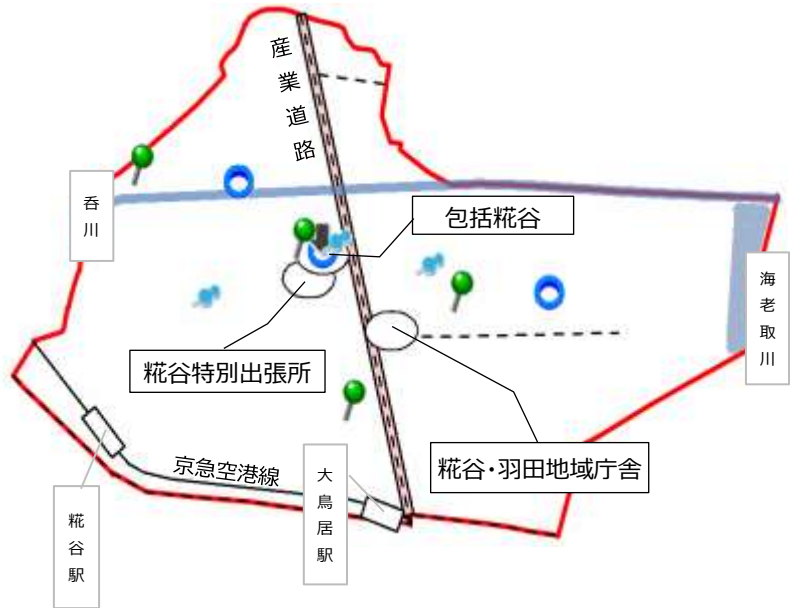 産業道路
呑川
包括糀谷
海老取川
糀谷特別出張所
糀谷・羽田地域庁舎
京急空港線
大鳥居駅
糀谷駅